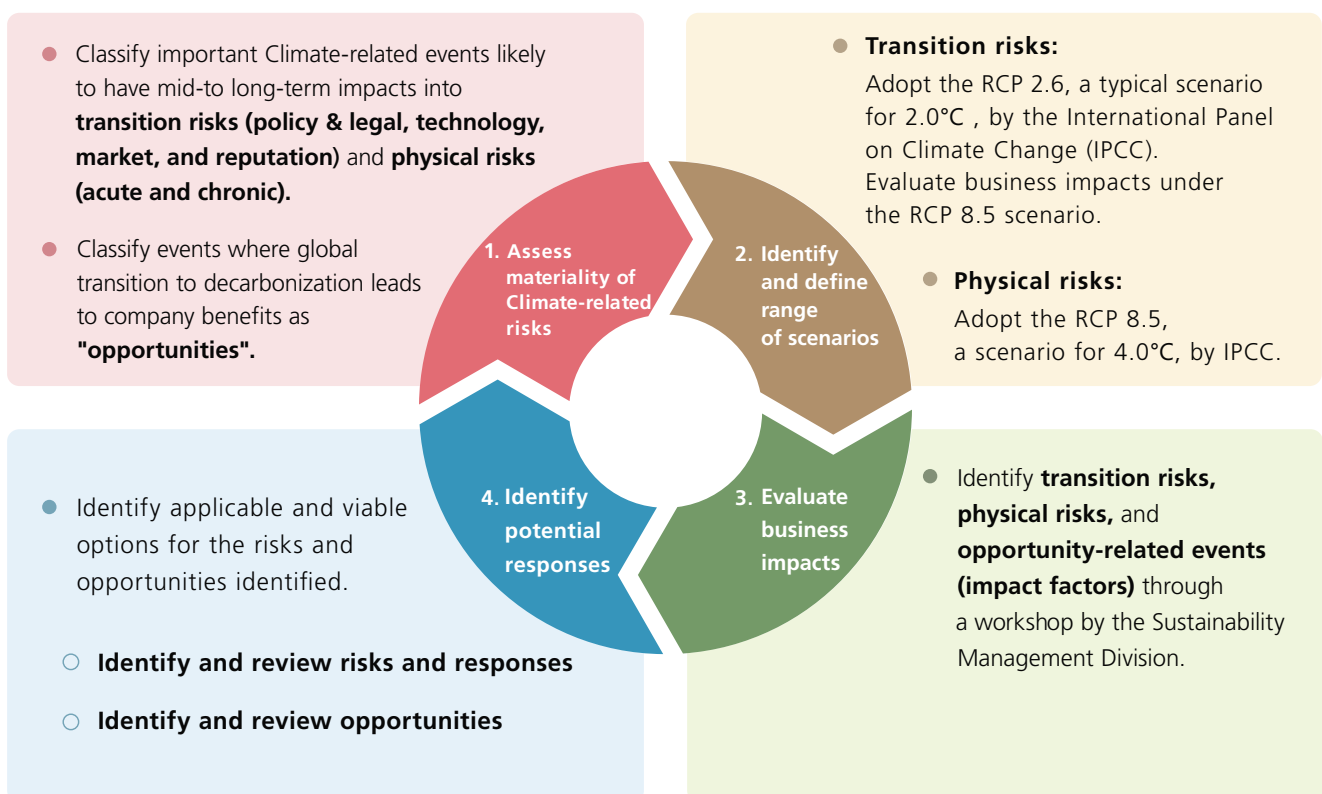 Classify important Climate-related events likely
to have mid-to long-term impacts into
transition risks (policy & legal, technology,
market, and reputation) and physical risks
(acute and chronic).
Classify events where global
transition to decarbonization leads
to company benefits as
"opportunities".
1. Assess
materiality of
Climate-related
risks
Transition risks:
Adopt the RCP 2.6, a typical scenario
for 2.0°C , by the International Panel
on Climate Change (IPCC).
Evaluate business impacts under
the RCP 8.5 scenario.
Physical risks:
Adopt the RCP 8.5,
a scenario for 4.0°C, by IPCC.
2. Identify
and define
range
of scenarios
3. Evaluate
business
impacts
Identify transition risks,
physical risks, and
opportunity-related events
(impact factors) through
a workshop by the Sustainability
Management Division.
4. Identify
potential
responses
Identify applicable and viable
options for the risks and
opportunities identified.
Identify and review risks and responses
Identify and review opportunities